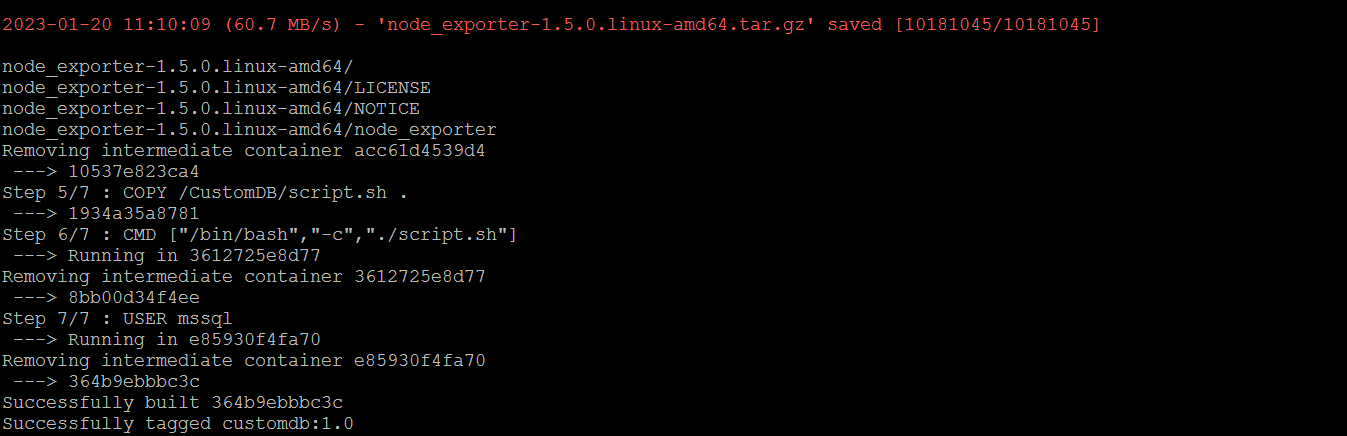 2023-01-20 11:10:09 (60.7 MB/s) - 'node_exporter-1.5.0.linux-amd64.tar.gz' saved [10181045/10181045]
node_exporter-1.5.0.linux-amd64/
node_exporter-1.5.0.linux-amd64/LICENSE
node_exporter-1.5.0.linux-amd64/NOTICE
node_exporter-1.5.0.linux-amd64/node_exporter
Removing intermediate container acc61d4539d4
 ---> 10537e823ca4
Step 5/7 : COPY /CustomDB/script.sh .
 ---> 1934a35a8781
Step 6/7 : CMD ["/bin/bash","-c","./script.sh"]
 ---> Running in 3612725e8d77
Removing intermediate container 3612725e8d77
 ---> 8bb00d34f4ee
Step 7/7 : USER mssql
 ---> Running in e85930f4fa70
Removing intermediate container e85930f4fa70
 ---> 364b9ebbbc3c
Successfully built 364b9ebbbc3c
Successfully tagged customdb:1.0